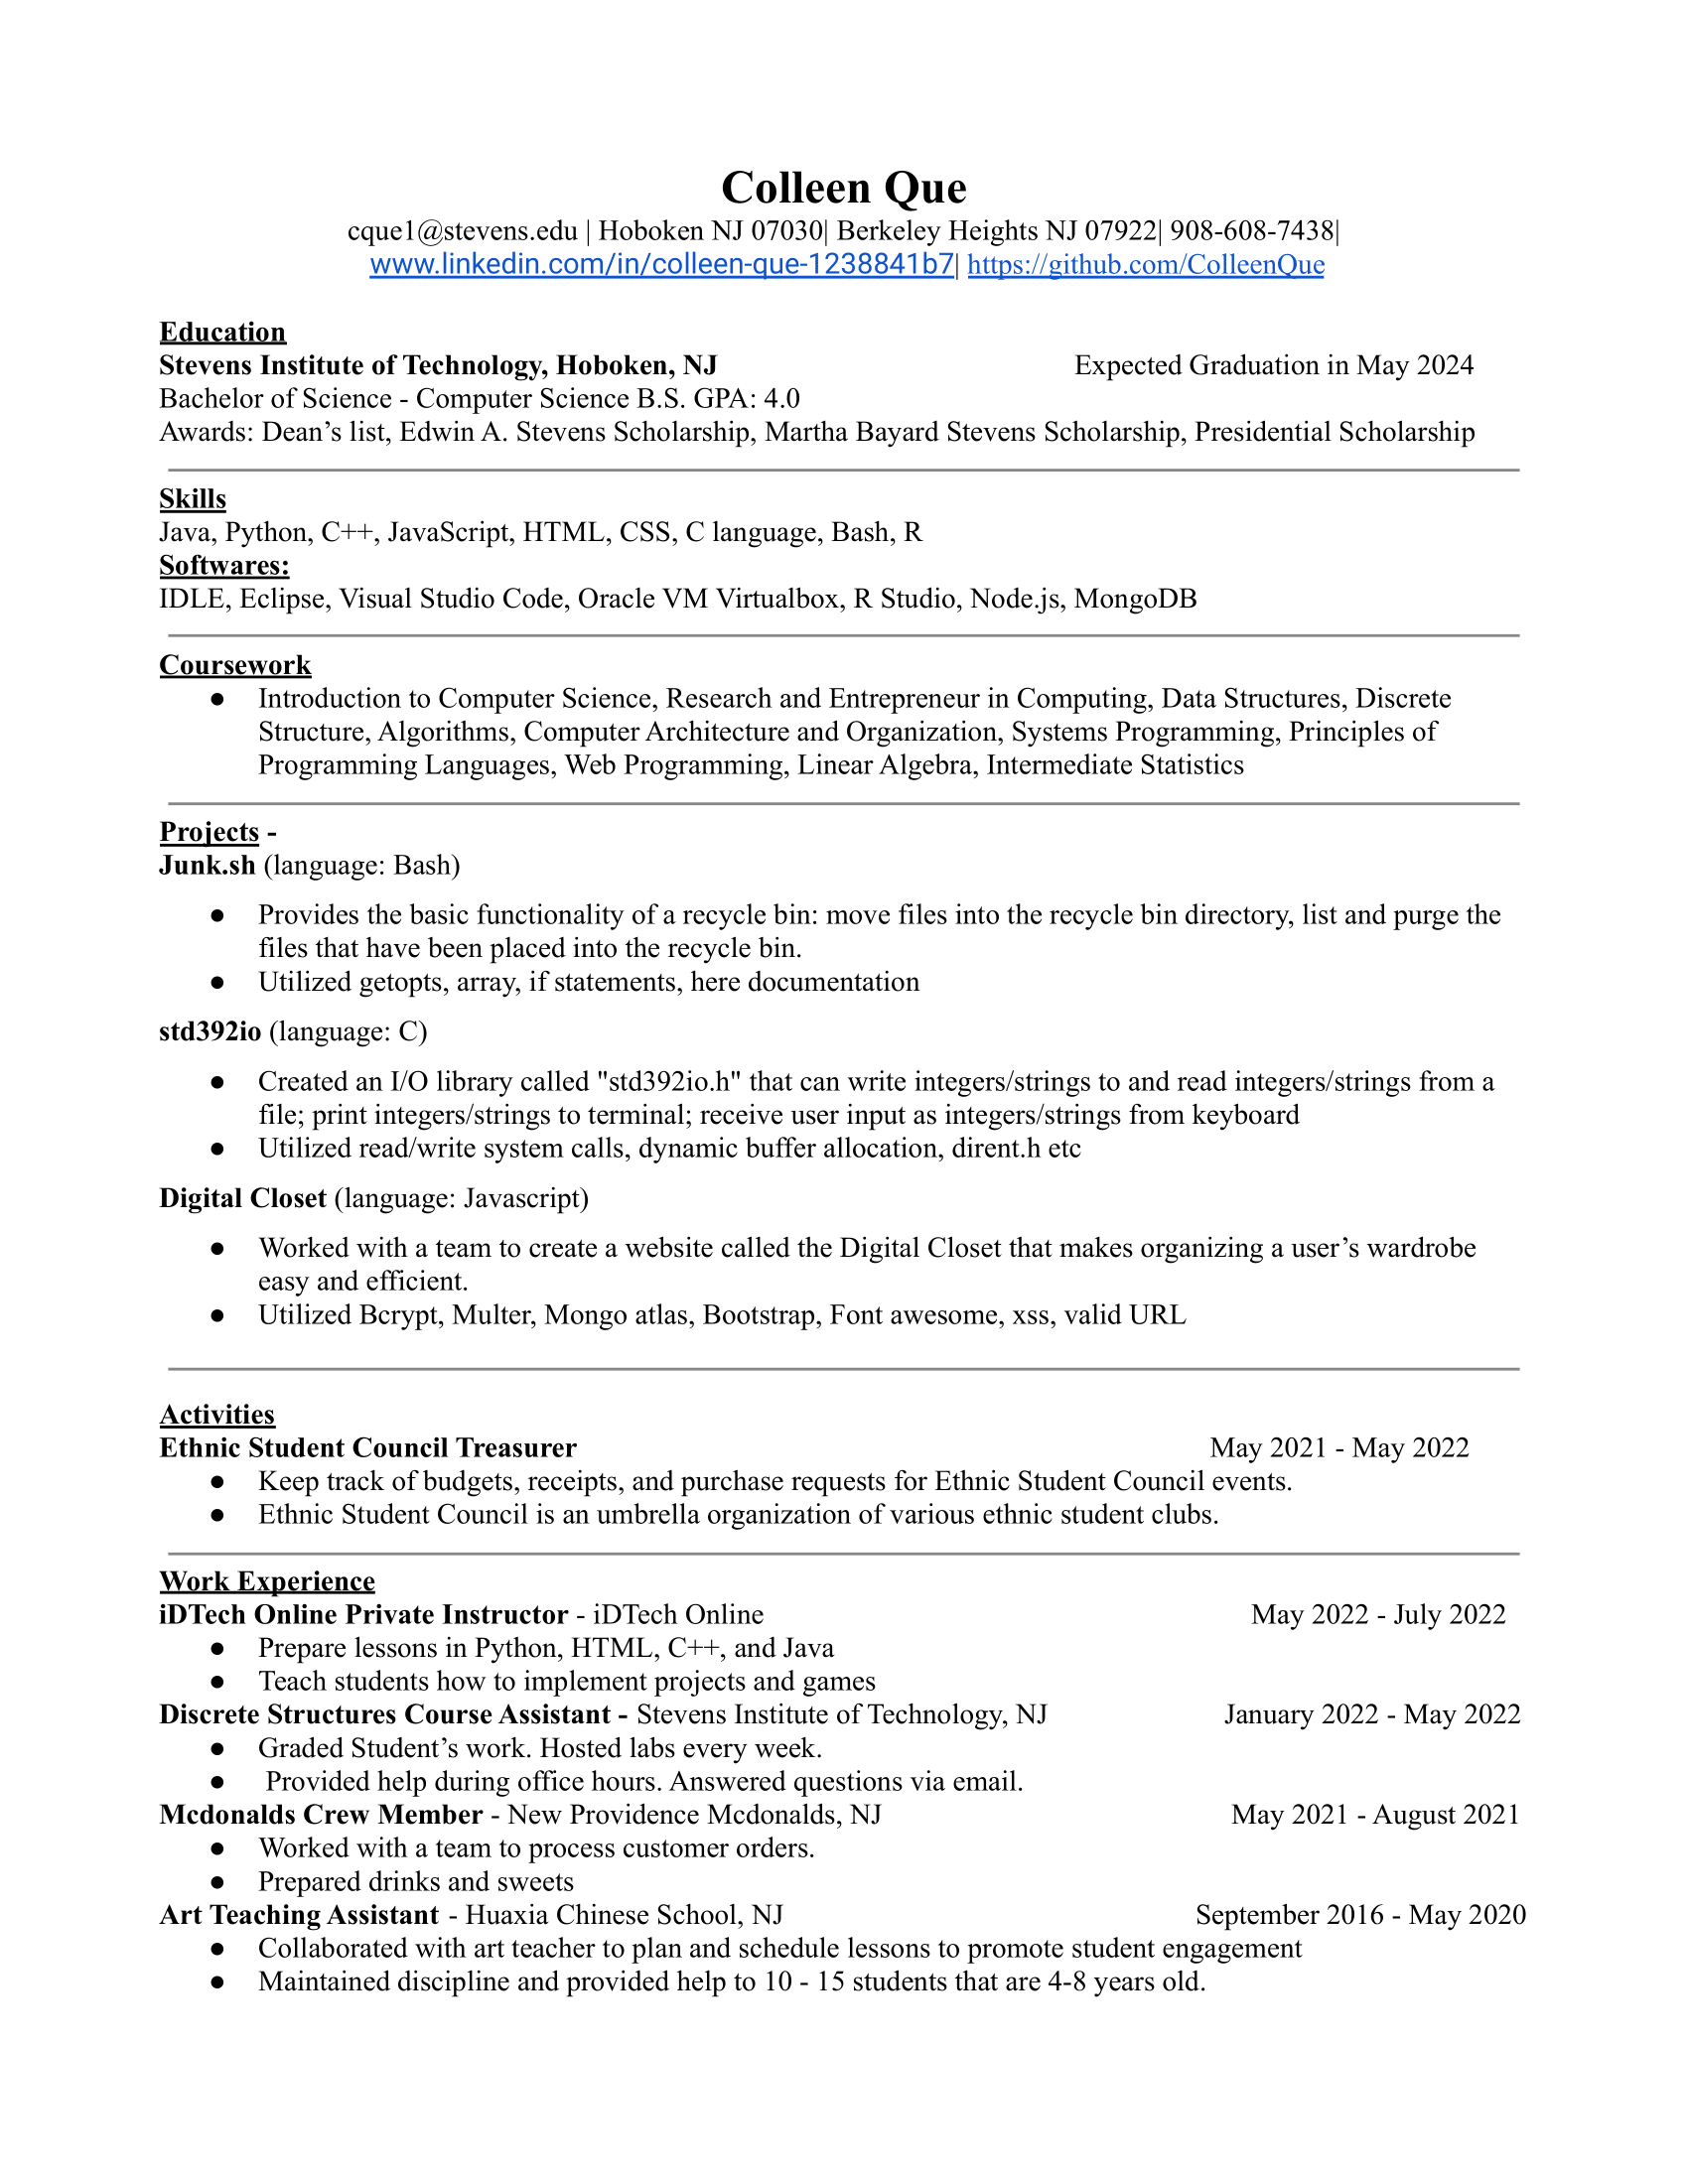 Colleen Que
cque1@stevens.edu | Hoboken NJ 07030| Berkeley Heights NJ 07922| 908-608-7438|
www.linkedin.com/in/colleen-que-1238841b7| https://github.com/ColleenQue
Education
Stevens Institute of Technology, Hoboken, NJ Expected Graduation in May 2024
Bachelor of Science - Computer Science B.S. GPA: 4.0
Awards: Dean’s list, Edwin A. Stevens Scholarship, Martha Bayard Stevens Scholarship, Presidential Scholarship
Skills
Java, Python, C++, JavaScript, HTML, CSS, C language, Bash, R
Softwares:
IDLE, Eclipse, Visual Studio Code, Oracle VM Virtualbox, R Studio, Node.js, MongoDB
Coursework
● Introduction to Computer Science, Research and Entrepreneur in Computing, Data Structures, Discrete
Structure, Algorithms, Computer Architecture and Organization, Systems Programming, Principles of
Programming Languages, Web Programming, Linear Algebra, Intermediate Statistics
Projects -
Junk.sh (language: Bash)
● Provides the basic functionality of a recycle bin: move files into the recycle bin directory, list and purge the
files that have been placed into the recycle bin.
● Utilized getopts, array, if statements, here documentation
std392io (language: C)
● Created an I/O library called "std392io.h" that can write integers/strings to and read integers/strings from a
file; print integers/strings to terminal; receive user input as integers/strings from keyboard
● Utilized read/write system calls, dynamic buffer allocation, dirent.h etc
Digital Closet (language: Javascript)
● Worked with a team to create a website called the Digital Closet that makes organizing a user’s wardrobe
easy and efficient.
● Utilized Bcrypt, Multer, Mongo atlas, Bootstrap, Font awesome, xss, valid URL
Activities
Ethnic Student Council Treasurer May 2021 - May 2022
● Keep track of budgets, receipts, and purchase requests for Ethnic Student Council events.
● Ethnic Student Council is an umbrella organization of various ethnic student clubs.
Work Experience
iDTech Online Private Instructor - iDTech Online May 2022 - July 2022
● Prepare lessons in Python, HTML, C++, and Java
● Teach students how to implement projects and games
Discrete Structures Course Assistant - Stevens Institute of Technology, NJ January 2022 - May 2022
● Graded Student’s work. Hosted labs every week.
● Provided help during office hours. Answered questions via email.
Mcdonalds Crew Member - New Providence Mcdonalds, NJ May 2021 - August 2021
● Worked with a team to process customer orders.
● Prepared drinks and sweets
Art Teaching Assistant - Huaxia Chinese School, NJ September 2016 - May 2020
● Collaborated with art teacher to plan and schedule lessons to promote student engagement
● Maintained discipline and provided help to 10 - 15 students that are 4-8 years old.